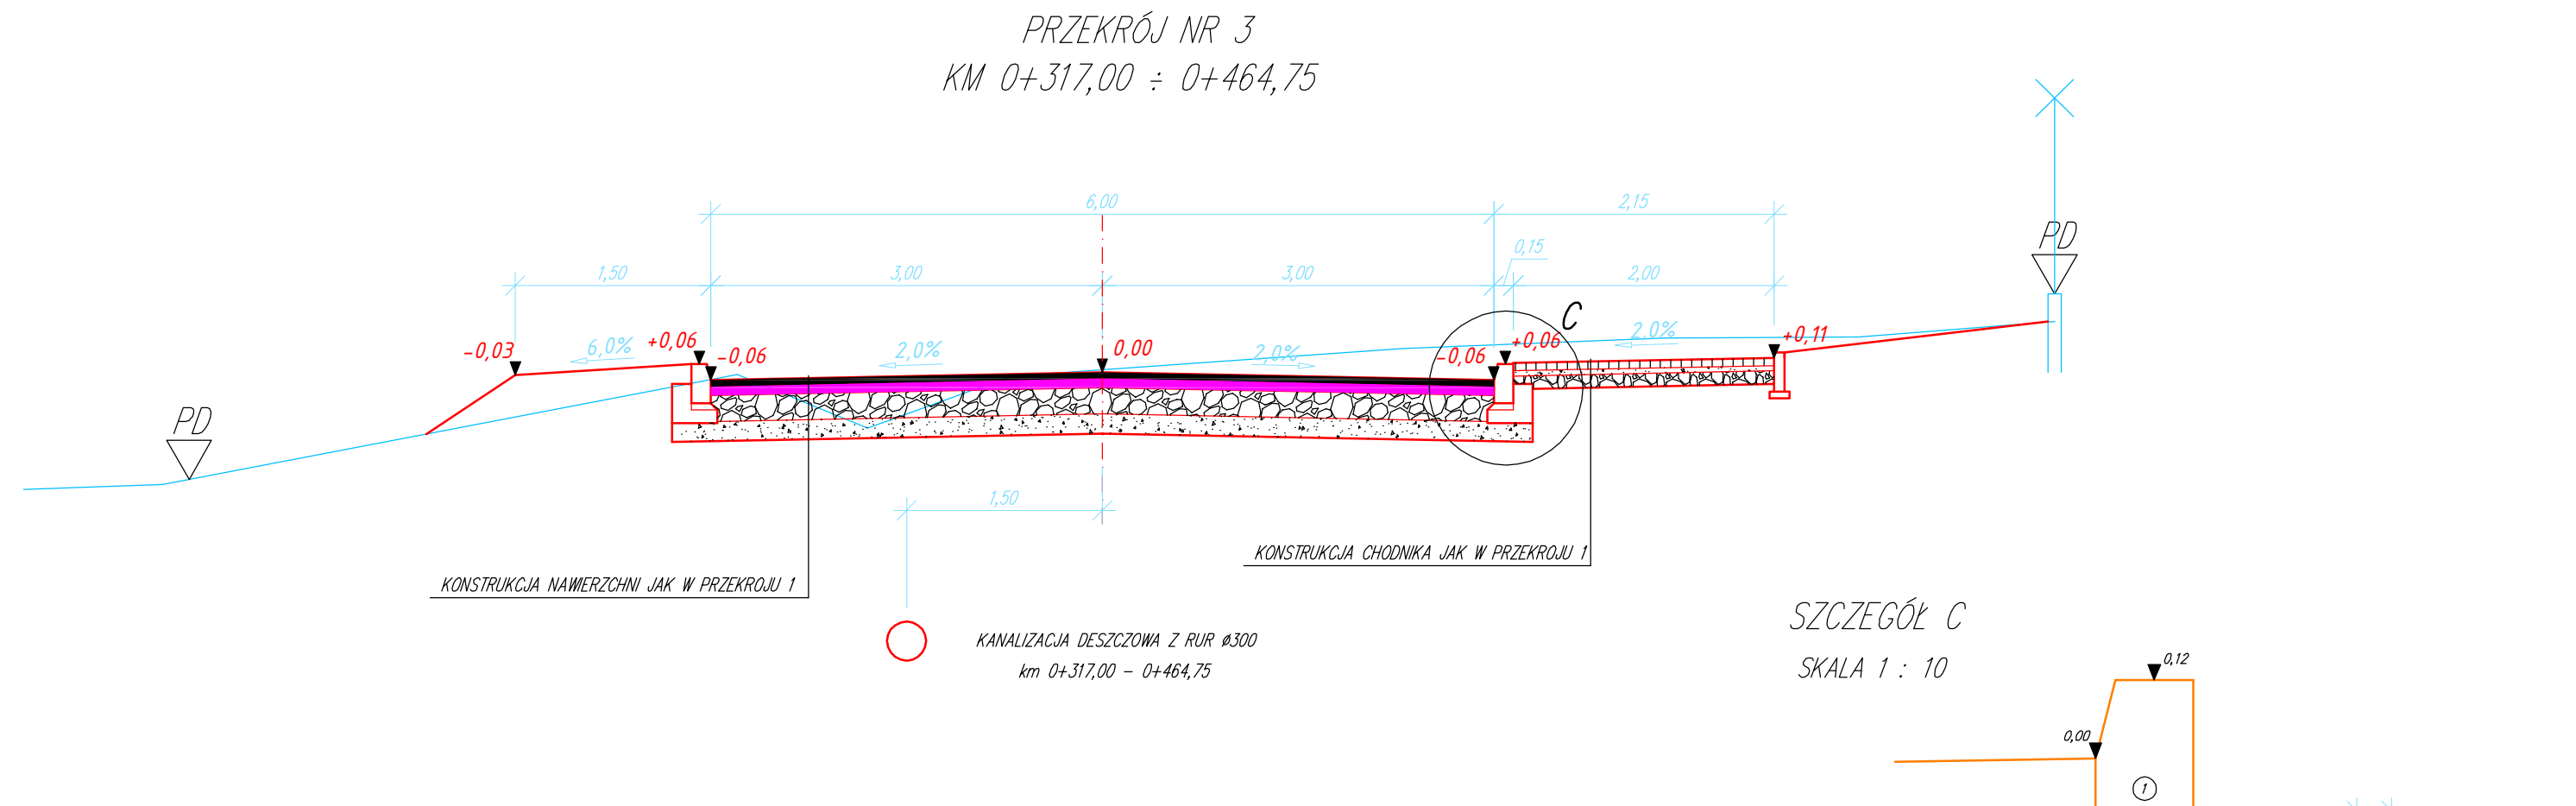 PRZEKRÓJ NR 3
KM 0+317,00 ÷ 0+464,75
6,00
2,15
0,15
1,50
3,00
3,00
2,00
PD
C
-0,03
6,0%
+0,06
-0,06
2,0%
0,00
2,0%
-0,06
+0,06
2,0%
+0,11
PD
1,50
KONSTRUKCJA CHODNIKA JAK W PRZEKROJU 1
KONSTRUKCJA NAWIERZCHNI JAK W PRZEKROJU 1
KANALIZACJA DESZCZOWA Z RUR Ø300
km 0+317,00 - 0+464,75
SZCZEGÓŁ C
SKALA 1 : 10
0,12
0,00
1